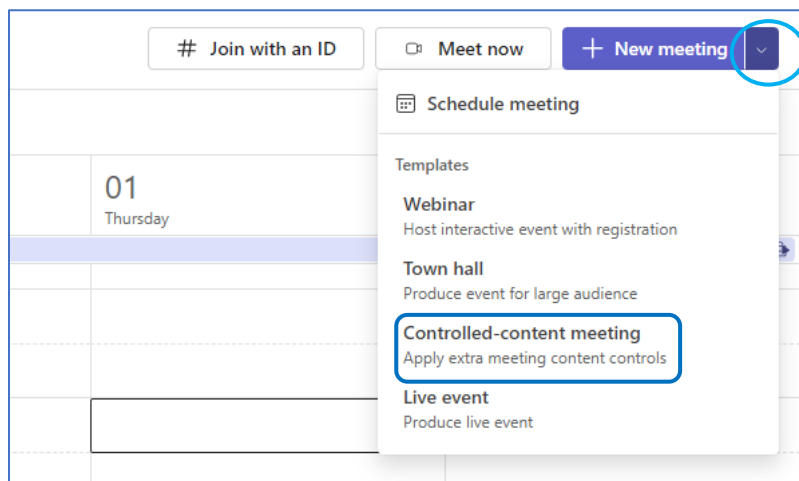 # Join with an ID
Meet now
+ New meeting
Schedule meeting
01
Thursday
Templates
Webinar
Host interactive event with registration
Town hall
Produce event for large audience
Controlled-content meeting
Apply extra meeting content controls
Live event
Produce live event